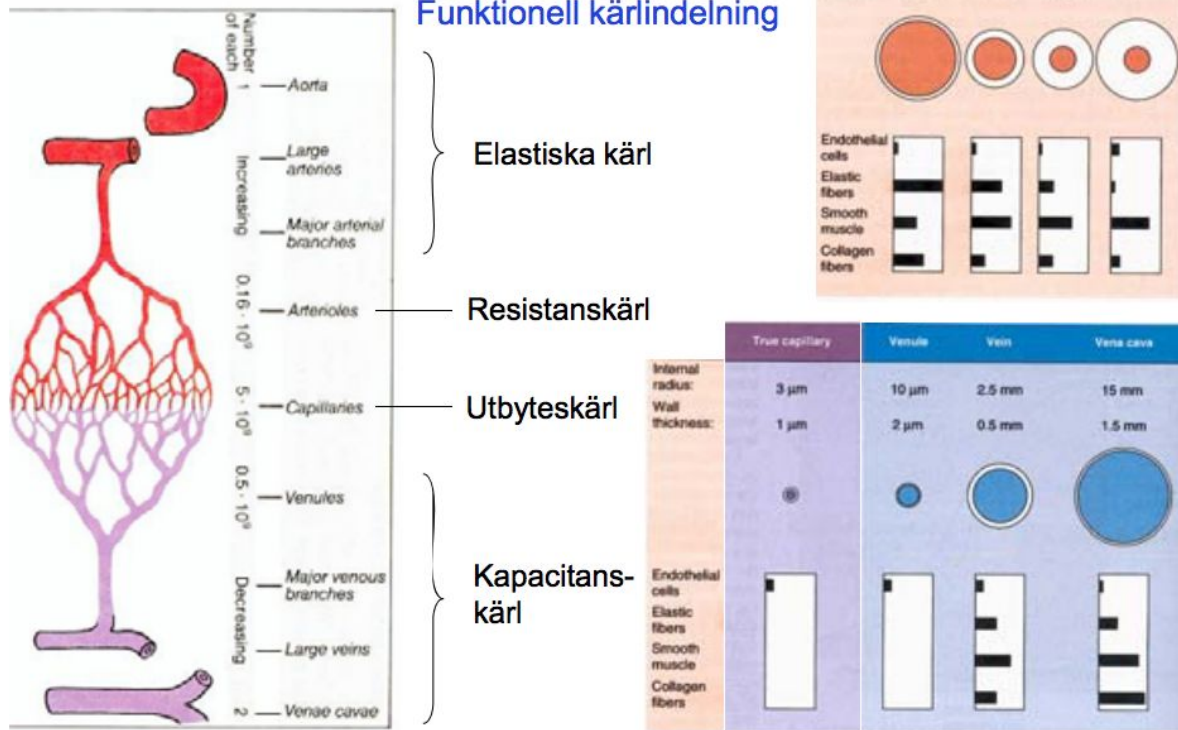 Funktionell kärlindelning
Number
of each
1
Aorta
Large
arteries
Increasing
Major arterial
branches
0.16 · 10⁹
Arterioles
5 · 10⁹
Capillaries
0.5 · 10⁹
Venules
Decreasing
Major venous
branches
Large veins
2
Venae cavae
Elastiska kärl
Resistanskärl
Utbyteskärl
Kapacitans-
kärl
Endothelial
cells
Elastic
fibers
Smooth
muscle
Collagen
fibers
True capillary Venule Vein Vena cava
Internal
radius:
3 µm 10 µm 2.5 mm 15 mm
Wall
thickness:
1 µm 2 µm 0.5 mm 1.5 mm
Endothelial
cells
Elastic
fibers
Smooth
muscle
Collagen
fibers